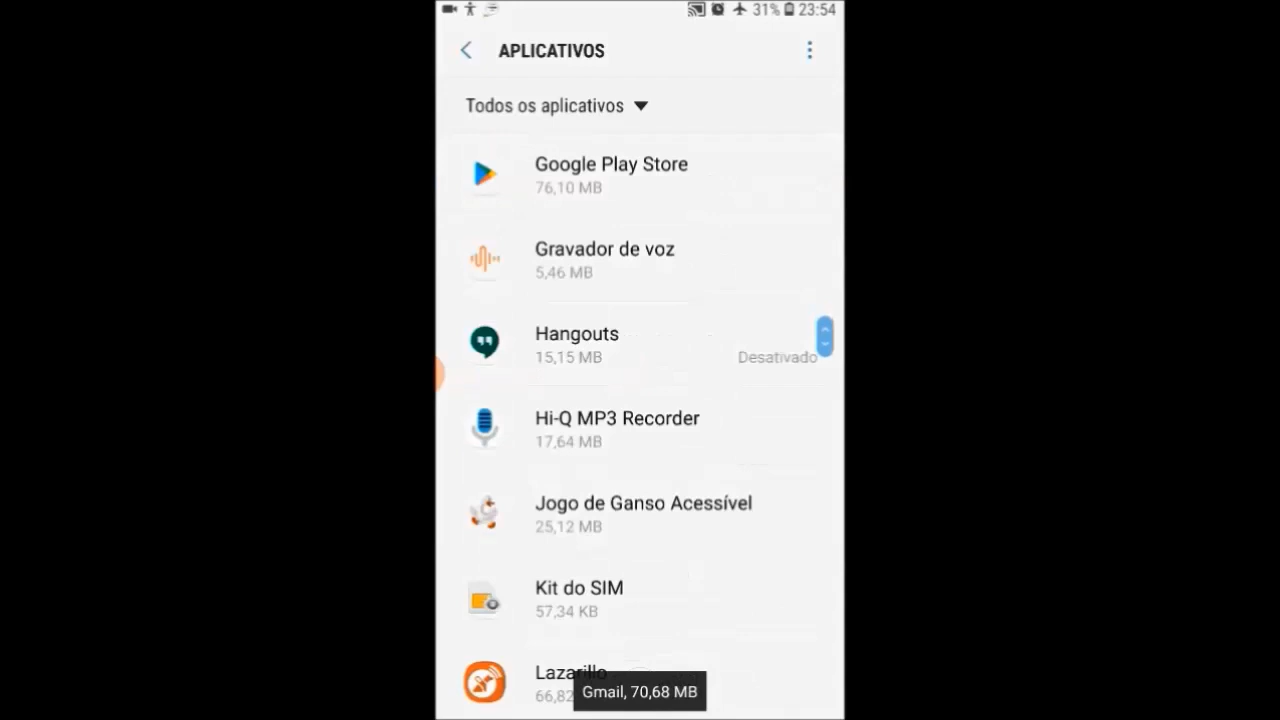 31% 23:54
APLICATIVOS
Todos os aplicativos
Google Play Store
76,10 MB
Gravador de voz
5,46 MB
Hangouts
15,15 MB
Desativado
Hi-Q MP3 Recorder
17,64 MB
Jogo de Ganso Acessível
25,12 MB
Kit do SIM
57,34 KB
Lazarillo
66,82
Gmail, 70,68 MB